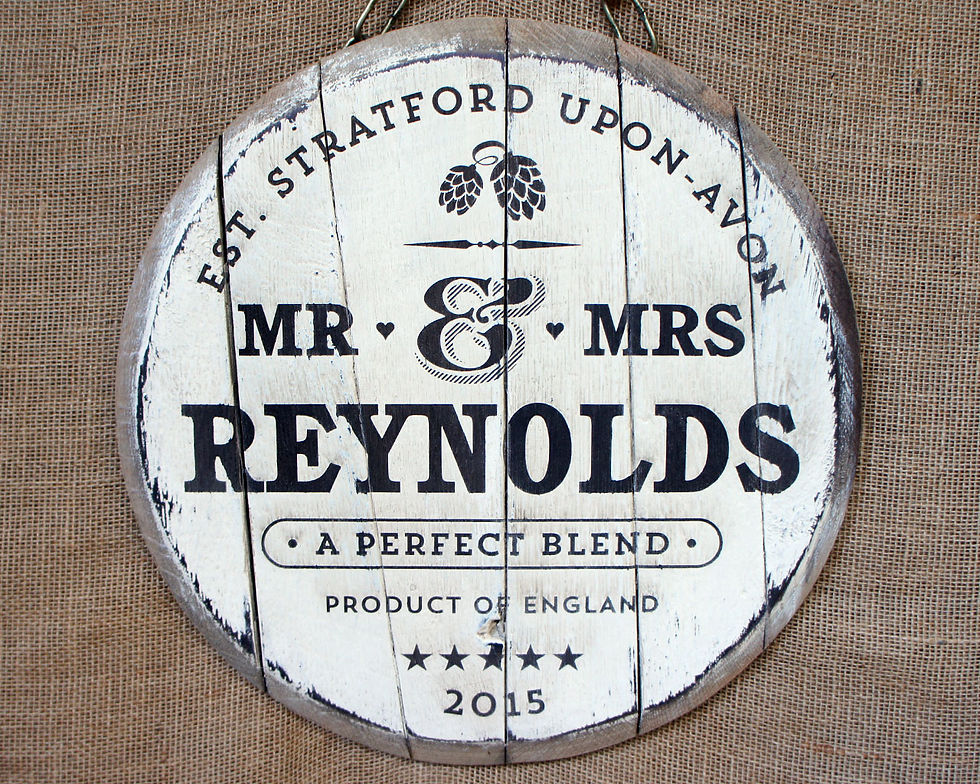 EST. STRATFORD UPON-AVON
MR & MRS
REYNOLDS
• A PERFECT BLEND •
PRODUCT OF ENGLAND
★★★★★
2015